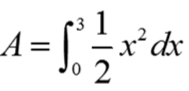 A = ∫₀³ 1/2 x² dx